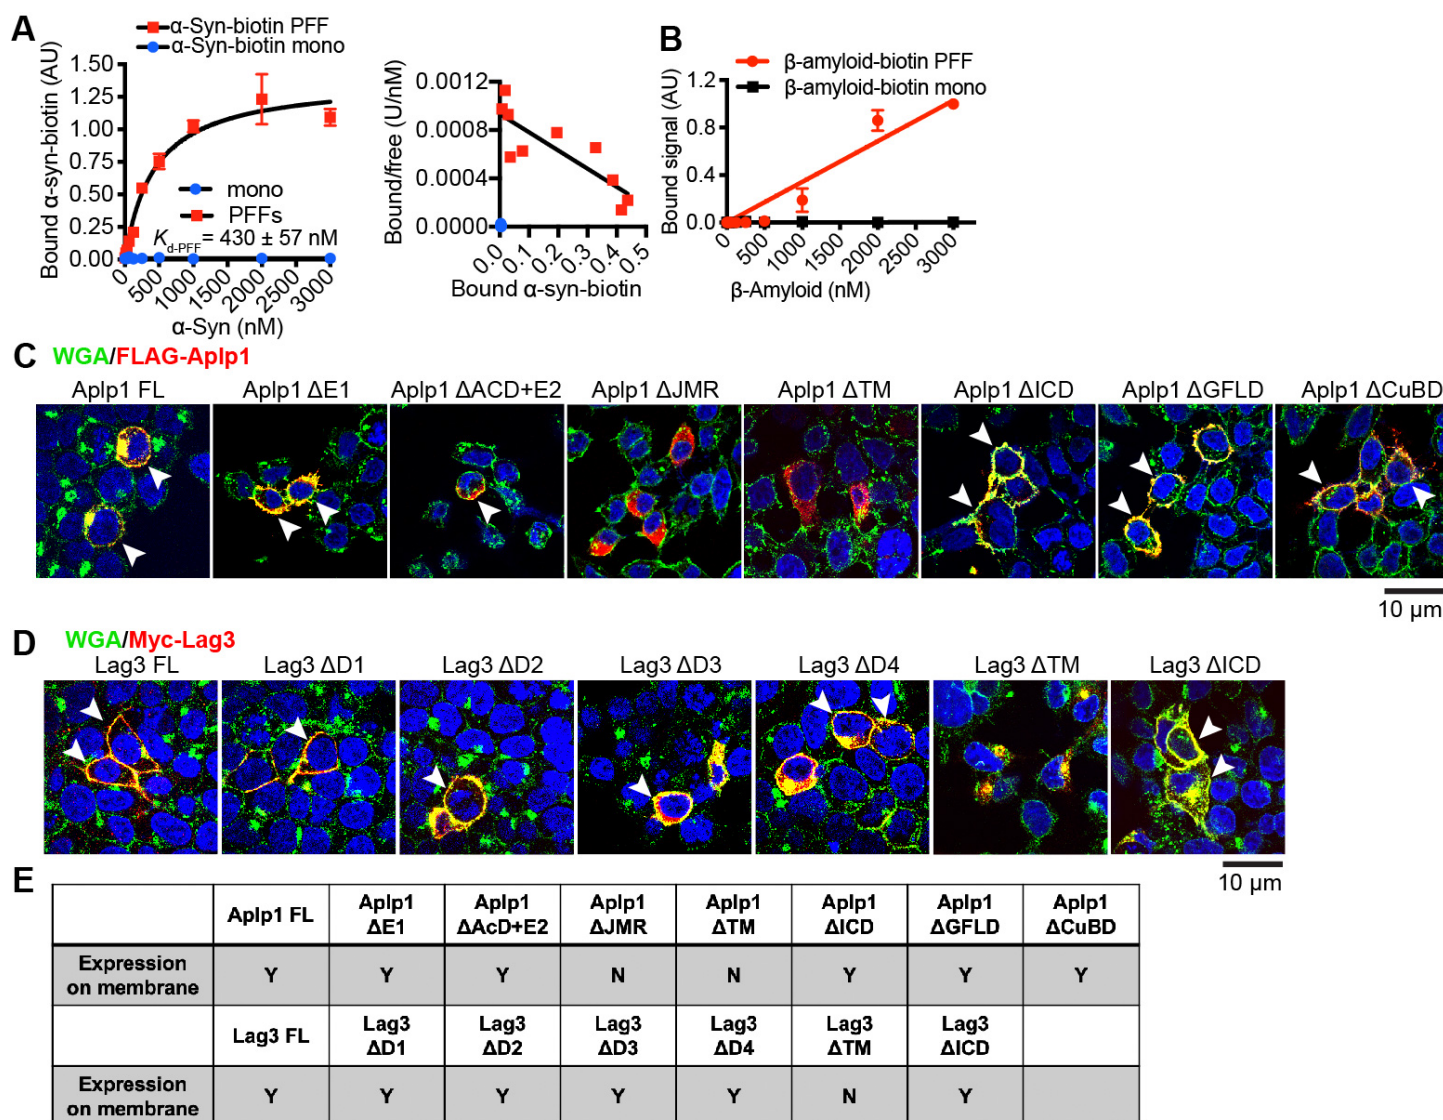 A
α-Syn-biotin PFF
α-Syn-biotin mono
Bound α-syn-biotin (AU)
1.50
1.25
1.00
0.75
0.50
0.25
0.00
mono
PFFs
Kd-PFF= 430 ± 57 nM
0
500
1000
1500
2000
2500
3000
α-Syn (nM)
Bound/free (U/nM)
0.0012
0.0008
0.0004
0.0000
0.0
0.1
0.2
0.3
0.4
0.5
Bound α-syn-biotin
B
β-amyloid-biotin PFF
β-amyloid-biotin mono
Bound signal (AU)
1.2
0.8
0.4
0.0
0
500
1000
1500
2000
2500
3000
β-Amyloid (nM)
C WGA/FLAG-Aplp1
Aplp1 FL Aplp1 ΔE1 Aplp1 ΔACD+E2 Aplp1 ΔJMR Aplp1 ΔTM Aplp1 ΔICD Aplp1 ΔGFLD Aplp1 ΔCuBD
10 μm
D WGA/Myc-Lag3
Lag3 FL Lag3 ΔD1 Lag3 ΔD2 Lag3 ΔD3 Lag3 ΔD4 Lag3 ΔTM Lag3 ΔICD
10 μm
E
Aplp1 FL Aplp1 Aplp1 Aplp1 Aplp1 Aplp1 Aplp1 Aplp1
ΔE1 ΔAcD+E2 ΔJMR ΔTM ΔICD ΔGFLD ΔCuBD
Expression
on membrane Y Y Y N N Y Y Y
Lag3 FL Lag3 Lag3 Lag3 Lag3 Lag3 Lag3
ΔD1 ΔD2 ΔD3 ΔD4 ΔTM ΔICD
Expression
on membrane Y Y Y Y Y N Y